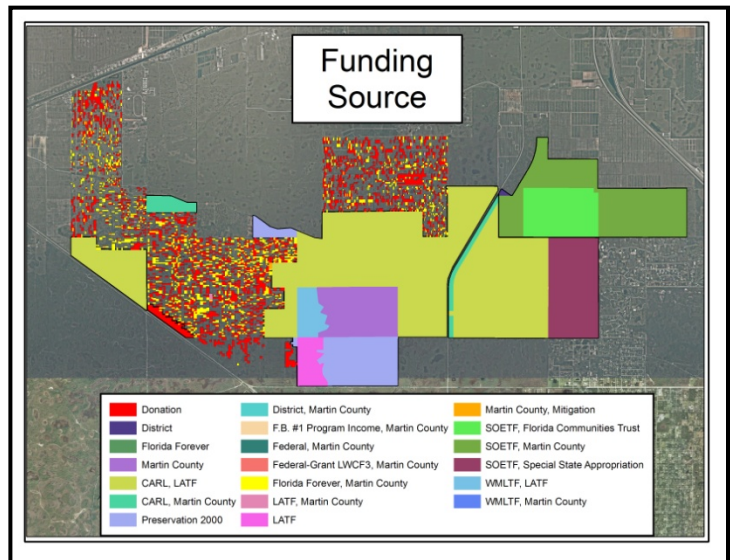 Funding
Source
Donation
District
Florida Forever
Martin County
CARL, LATF
CARL, Martin County
Preservation 2000
District, Martin County
F.B. #1 Program Income, Martin County
Federal, Martin County
Federal-Grant LWCF3, Martin County
Florida Forever, Martin County
LATF, Martin County
LATF
Martin County, Mitigation
SOETF, Florida Communities Trust
SOETF, Martin County
SOETF, Special State Appropriation
WMLTF, LATF
WMLTF, Martin County